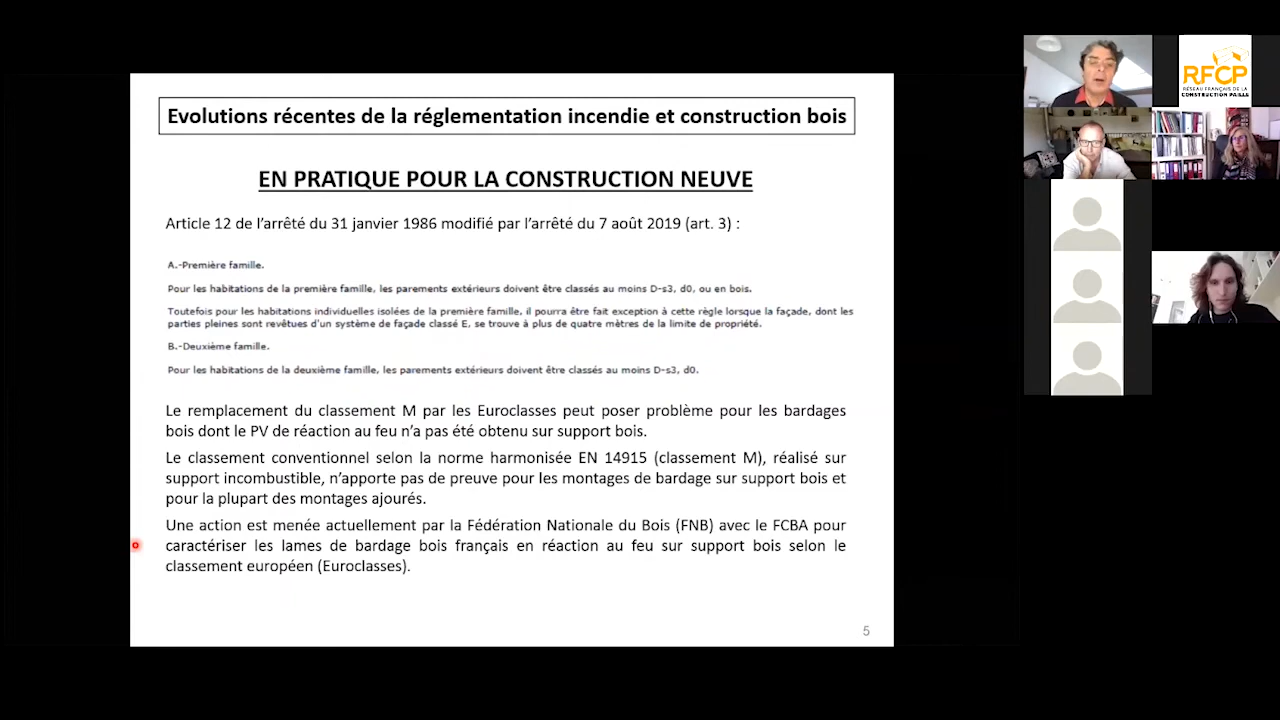 Evolutions récentes de la réglementation incendie et construction bois
EN PRATIQUE POUR LA CONSTRUCTION NEUVE
Article 12 de l'arrêté du 31 janvier 1986 modifié par l'arrêté du 7 août 2019 (art. 3) :
A.-Première famille.
Pour les habitations de la première famille, les parements extérieurs doivent être classés au moins D-s3, d0, ou en bois.
Toutefois pour les habitations individuelles isolées de la première famille, il pourra être fait exception à cette règle lorsque la façade, dont les
parties pleines sont revêtues d'un système de façade classé E, se trouve à plus de quatre mètres de la limite de propriété.
B.-Deuxième famille.
Pour les habitations de la deuxième famille, les parements extérieurs doivent être classés au moins D-s3, d0.
Le remplacement du classement M par les Euroclasses peut poser problème pour les bardages
bois dont le PV de réaction au feu n'a pas été obtenu sur support bois.
Le classement conventionnel selon la norme harmonisée EN 14915 (classement M), réalisé sur
support incombustible, n'apporte pas de preuve pour les montages de bardage sur support bois et
pour la plupart des montages ajourés.
Une action est menée actuellement par la Fédération Nationale du Bois (FNB) avec le FCBA pour
caractériser les lames de bardage bois français en réaction au feu sur support bois selon le
classement européen (Euroclasses).
5
RFCP
RÉSEAU FRANÇAIS DE LA
CONSTRUCTION PAILLE